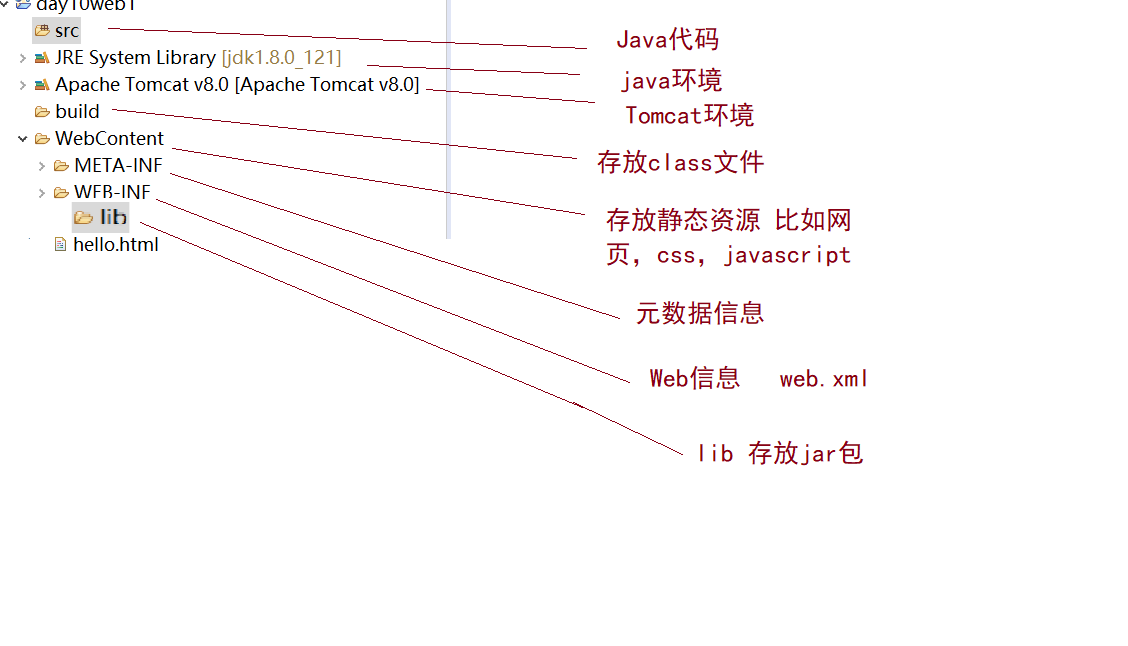 day10web1
src
JRE System Library [jdk1.8.0_121]
Apache Tomcat v8.0 [Apache Tomcat v8.0]
build
WebContent
META-INF
WEB-INF
lib
hello.html
Java代码
java环境
Tomcat环境
存放class文件
存放静态资源 比如网
页，css，javascript
元数据信息
Web信息 web.xml
lib 存放jar包